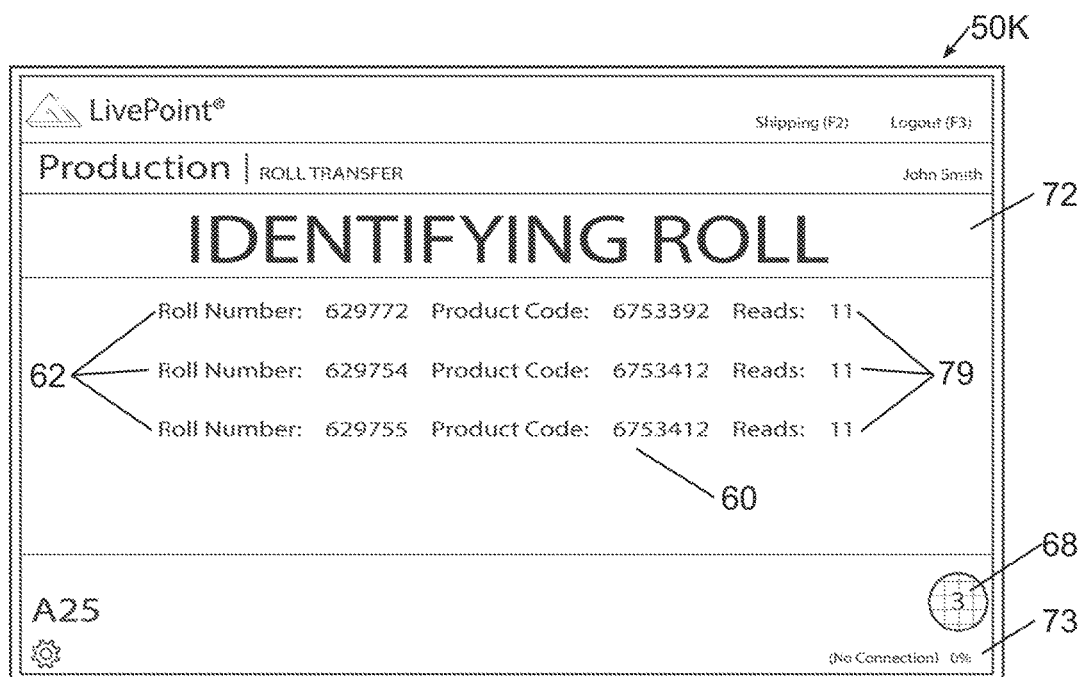 50K
LivePoint®
Shipping (F2) Logout (F3)
Production | ROLL TRANSFER John Smith
72
IDENTIFYING ROLL
Roll Number: 629772 Product Code: 6753392 Reads: 11
62 Roll Number: 629754 Product Code: 6753412 Reads: 11 79
Roll Number: 629755 Product Code: 6753412 Reads: 11
60
68
3
A25
73
(No Connection) 0%